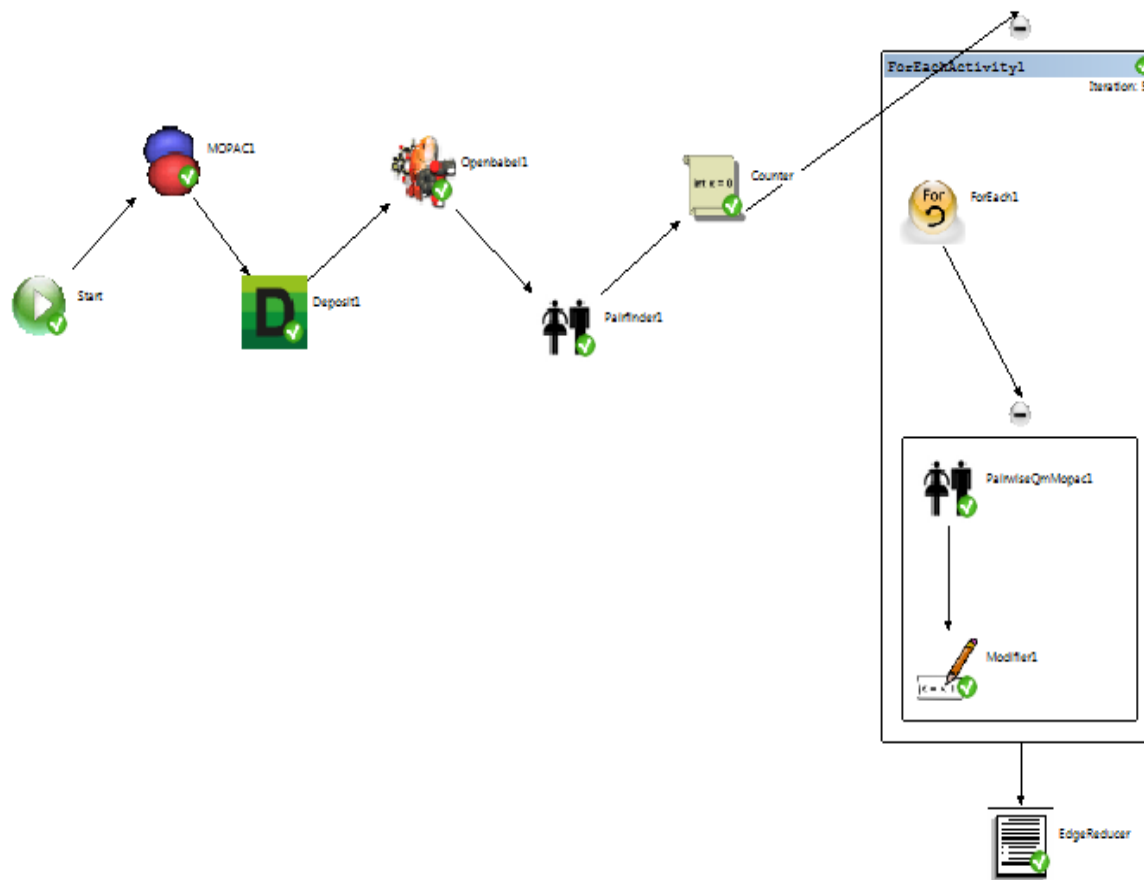 ForEachActivity1
Iteration:
MOPAC1
Openbabel1
Counter
int K = 0
For
ForEach1
Start
D
Deposit1
Pairfinder1
PairwiseQmMopac1
Modifier1
EdgeReducer